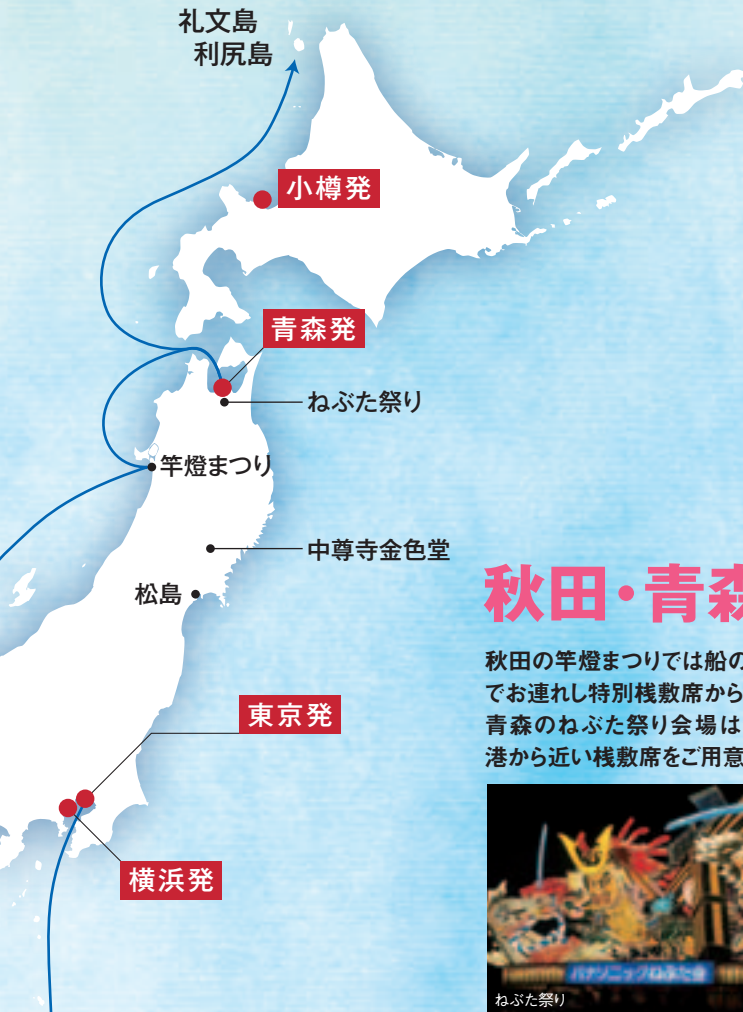 礼文島
利尻島
小樽発
青森発
ねぶた祭り
竿燈まつり
中尊寺金色堂
松島
東京発
横浜発
秋田・青森
秋田の竿燈まつりでは船の
でお連れし特別桟敷席から
青森のねぶた祭り会場は
港から近い桟敷席をご用意
パナソニックねぶた会
ねぶた祭り